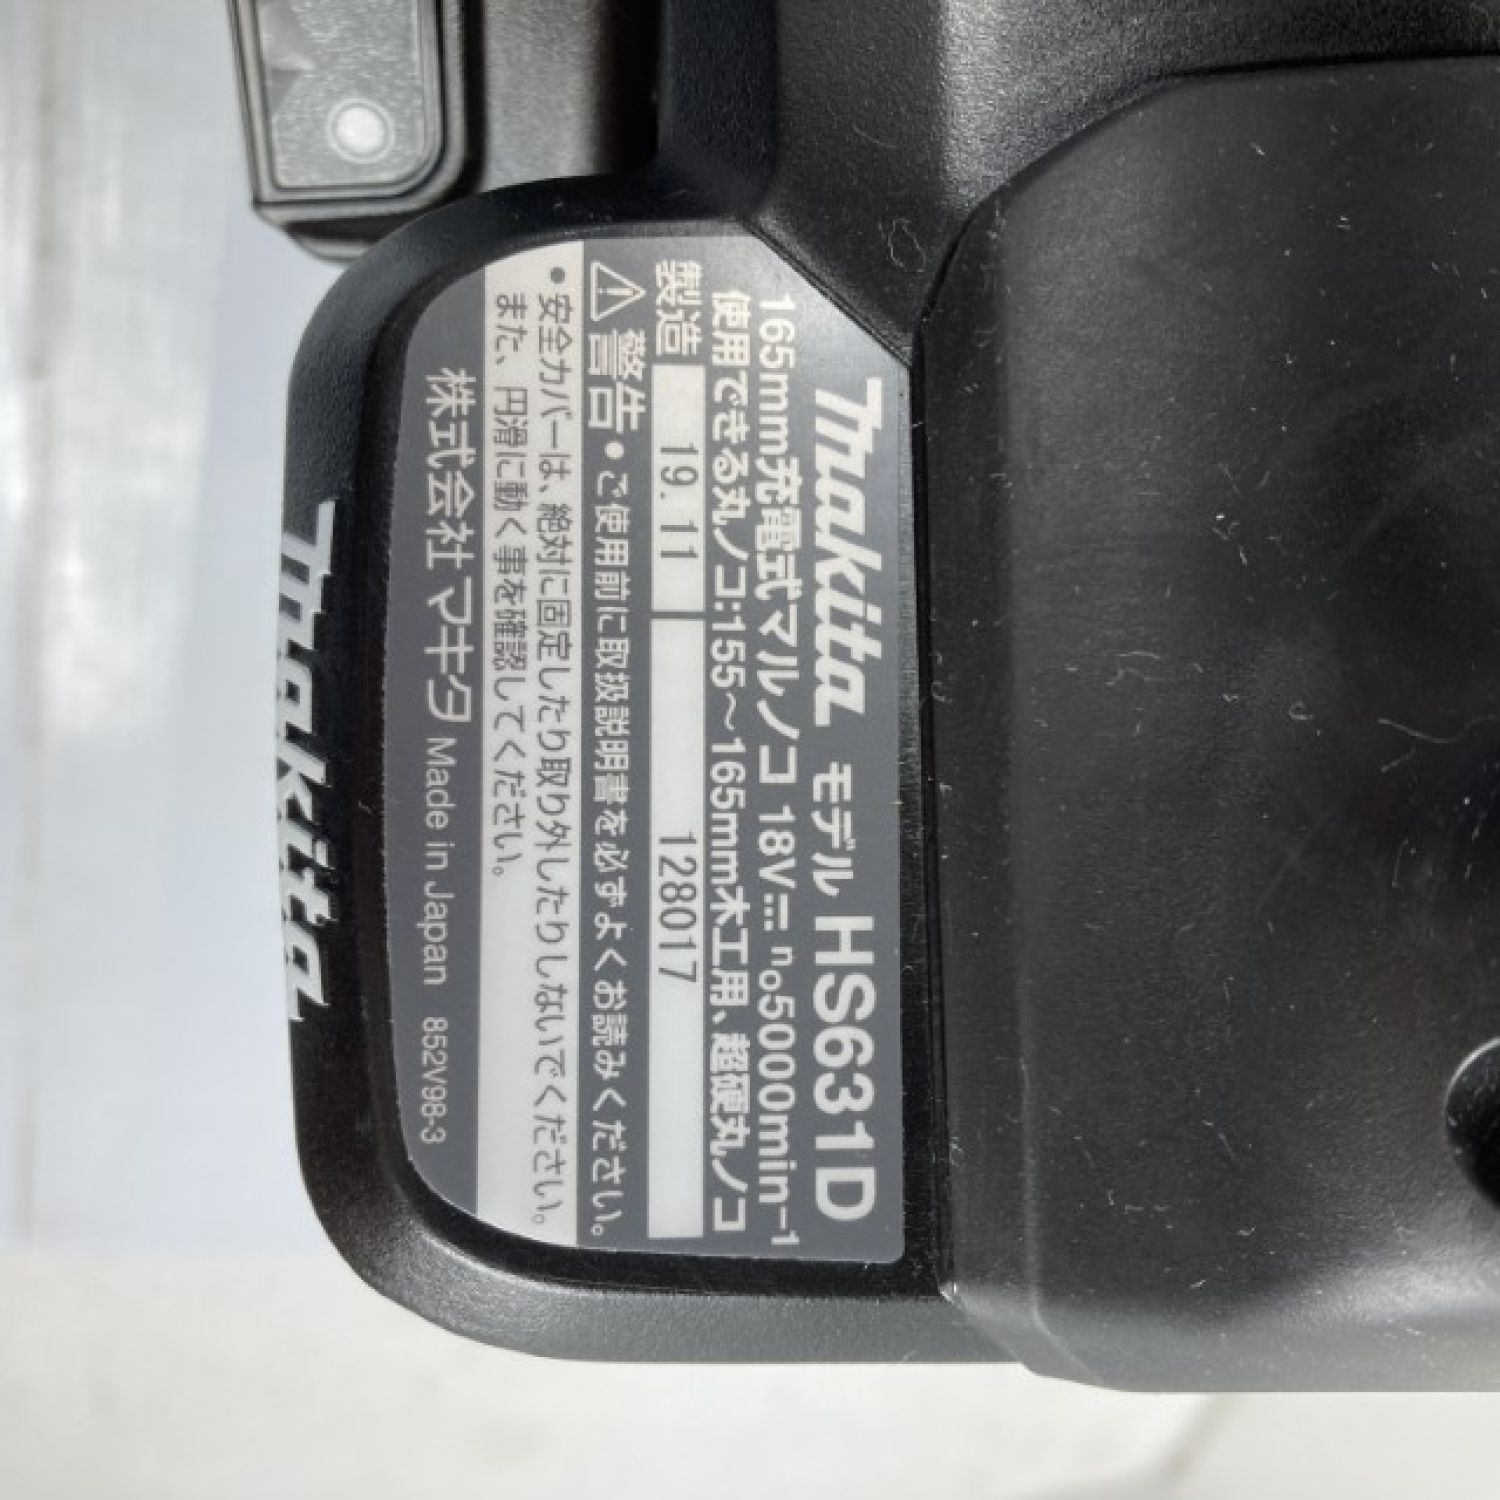 makita モデル HS631D
165mm充電式マルノコ 18V⎓ n₀5000min⁻¹
使用できる丸ノコ:155～165mm木工用、超硬丸ノコ
製造 19.11 128017
⚠警告 ●ご使用前に取扱説明書を必ずよくお読みください。
●安全カバーは、絶対に固定したり取り外したりしないでください。
また、円滑に動く事を確認してください。
株式会社マキタ Made in Japan 852V98-3
makita